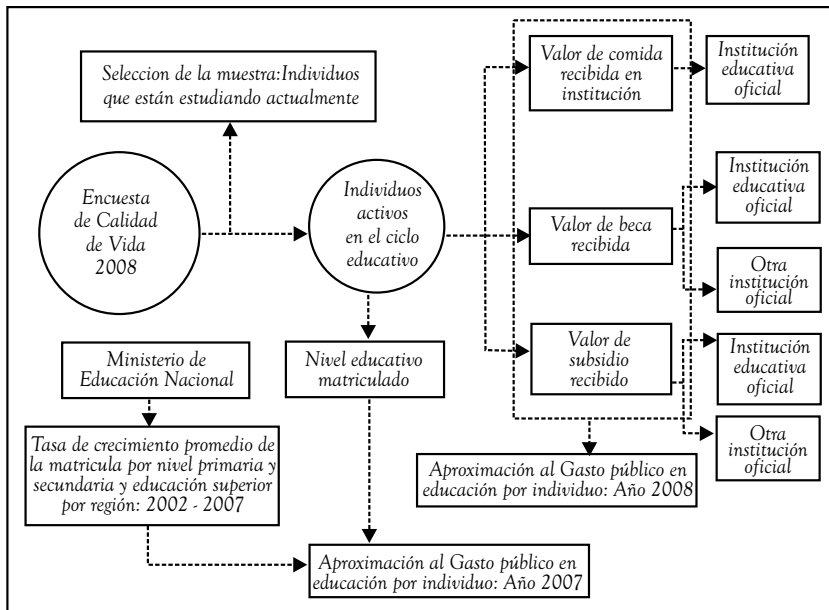 Seleccion de la muestra:Individuos
que están estudiando actualmente
Encuesta
de Calidad
de Vida
2008
Individuos
activos
en el ciclo
educativo
Valor de comida
recibida en
institución
Institución
educativa
oficial
Valor de beca
recibida
Institución
educativa
oficial
Otra
institución
oficial
Valor de
subsidio
recibido
Institución
educativa
oficial
Otra
institución
oficial
Ministerio de
Educación Nacional
Nivel educativo
matriculado
Tasa de crecimiento promedio de
la matricula por nivel primaria y
secundaria y educación superior
por región: 2002 - 2007
Aproximación al Gasto público en
educación por individuo: Año 2008
Aproximación al Gasto público en
educación por individuo: Año 2007